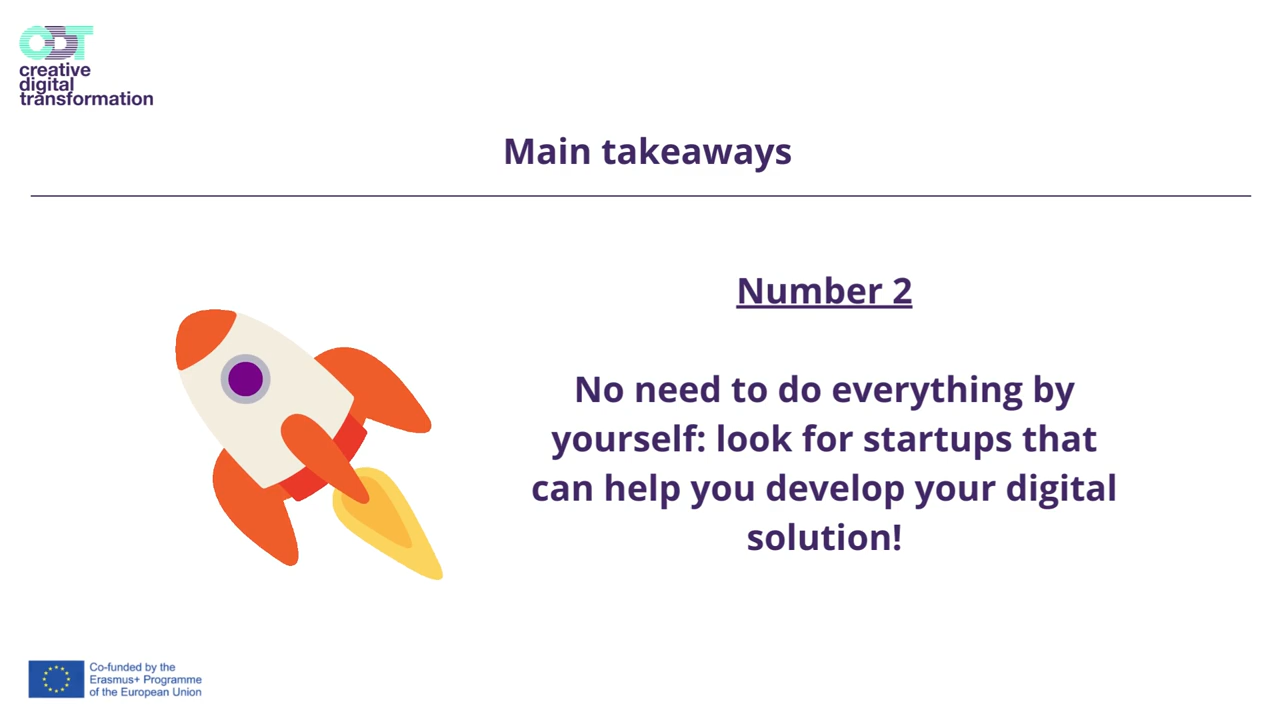 CDT
creative
digital
transformation
Main takeaways
Number 2
No need to do everything by
yourself: look for startups that
can help you develop your digital
solution!
Co-funded by the
Erasmus+ Programme
of the European Union